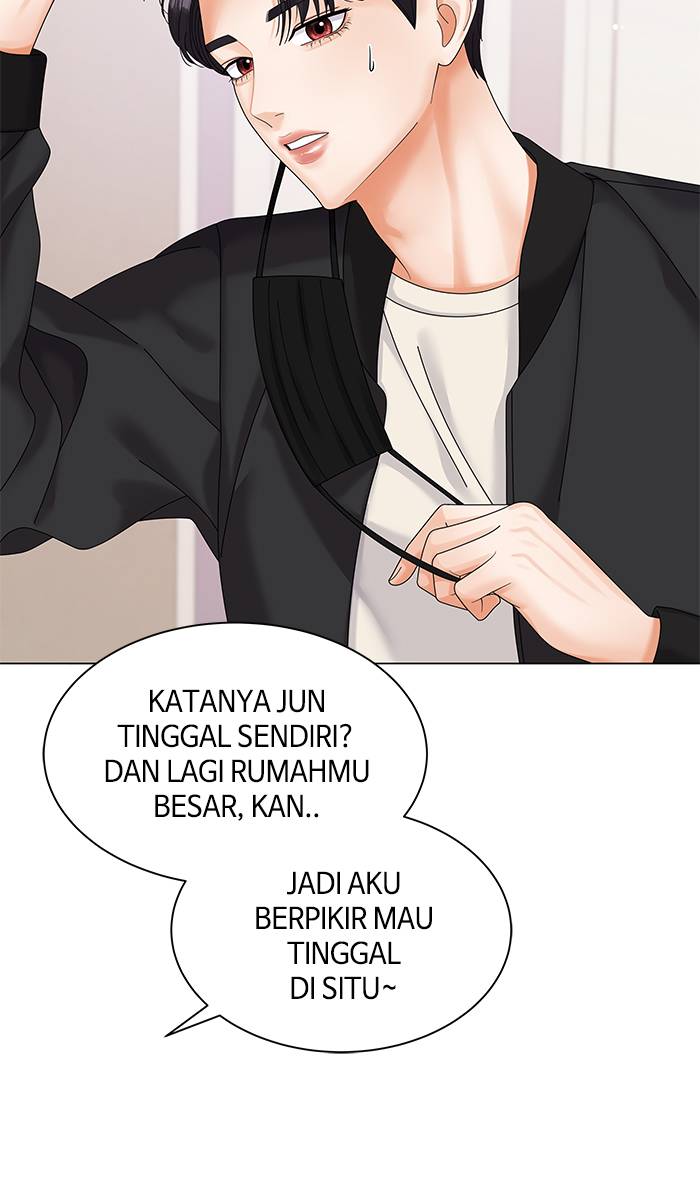 KATANYA JUN
TINGGAL SENDIRI?
DAN LAGI RUMAHMU
BESAR, KAN..
JADI AKU
BERPIKIR MAU
TINGGAL
DI SITU~